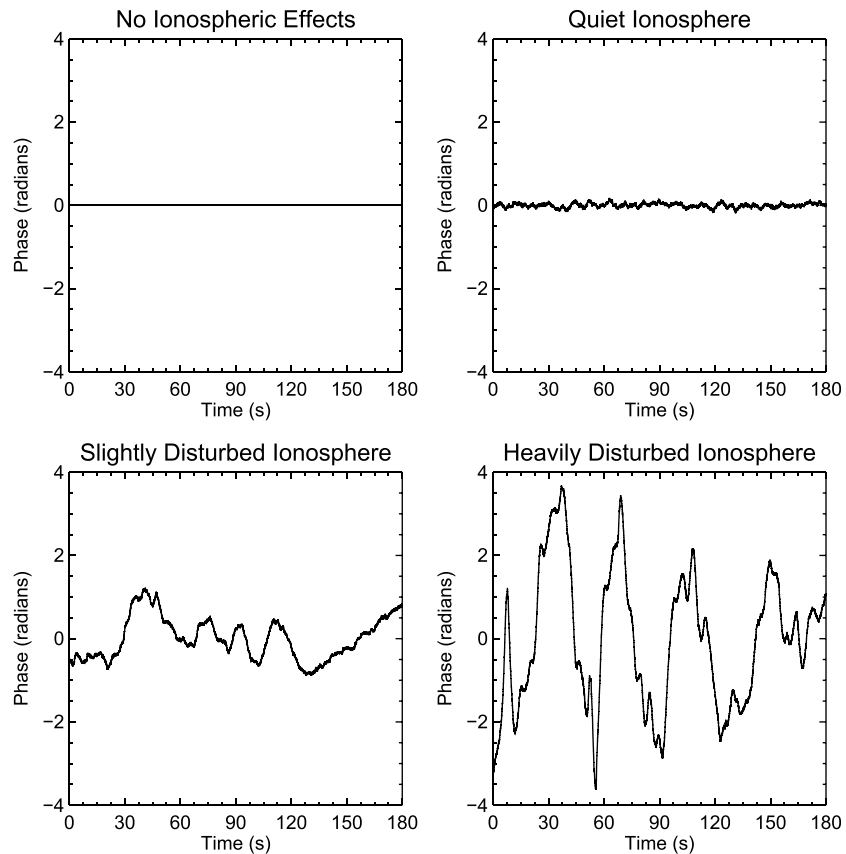 No Ionospheric Effects
Phase (radians)
4
2
0
−2
−4
0 30 60 90 120 150 180
Time (s)
Quiet Ionosphere
Phase (radians)
4
2
0
−2
−4
0 30 60 90 120 150 180
Time (s)
Slightly Disturbed Ionosphere
Phase (radians)
4
2
0
−2
−4
0 30 60 90 120 150 180
Time (s)
Heavily Disturbed Ionosphere
Phase (radians)
4
2
0
−2
−4
0 30 60 90 120 150 180
Time (s)